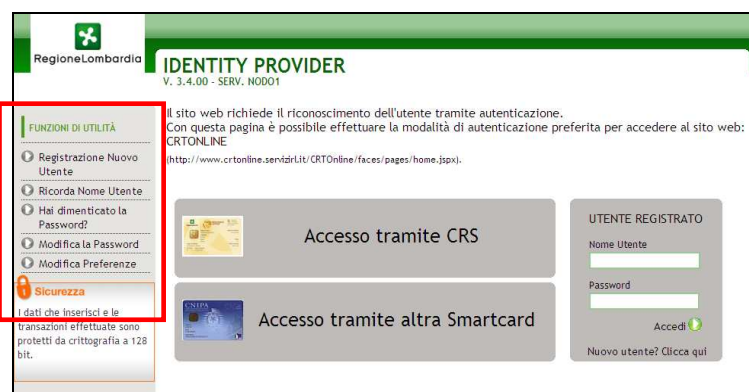 RegioneLombardia
IDENTITY PROVIDER
V. 3.4.00 - SERV. NODO1
Il sito web richiede il riconoscimento dell'utente tramite autenticazione.
Con questa pagina è possibile effettuare la modalità di autenticazione preferita per accedere al sito web:
CRTONLINE
(http://www.crtonline.servizirl.it/CRTOnline/faces/pages/home.jspx).
FUNZIONI DI UTILITÀ
Registrazione Nuovo
Utente
Ricorda Nome Utente
Hai dimenticato la
Password?
Modifica la Password
Modifica Preferenze
Sicurezza
I dati che inserisci e le
transazioni effettuate sono
protetti da crittografia a 128
bit.
Accesso tramite CRS
CNIPA
Accesso tramite altra Smartcard
UTENTE REGISTRATO
Nome Utente
Password
Accedi
Nuovo utente? Clicca qui